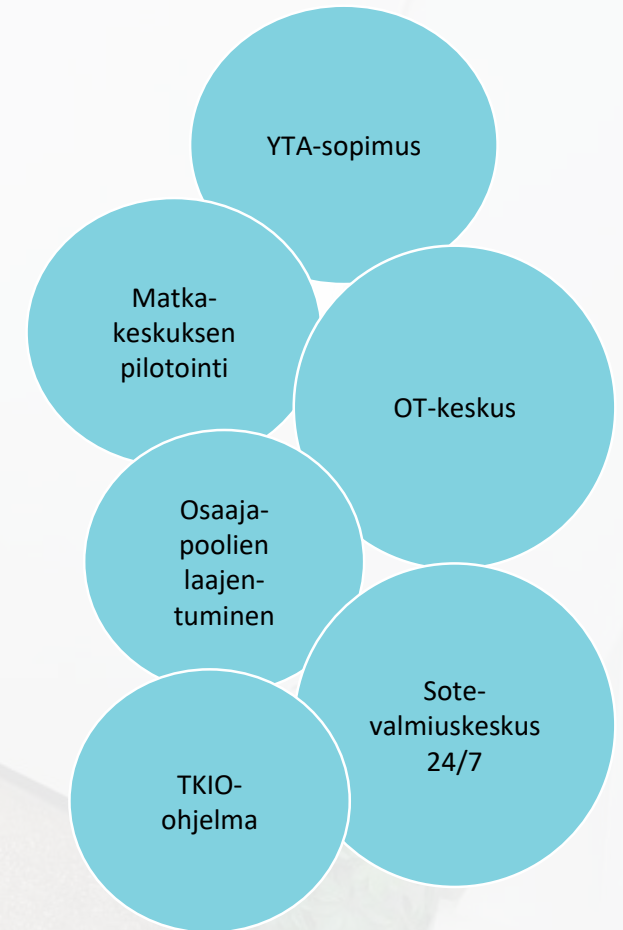 YTA-sopimus
Matka-
keskuksen
pilotointi
OT-keskus
Osaaja-
poolien
laajen-
tuminen
Sote-
valmiuskeskus
24/7
TKIO-
ohjelma